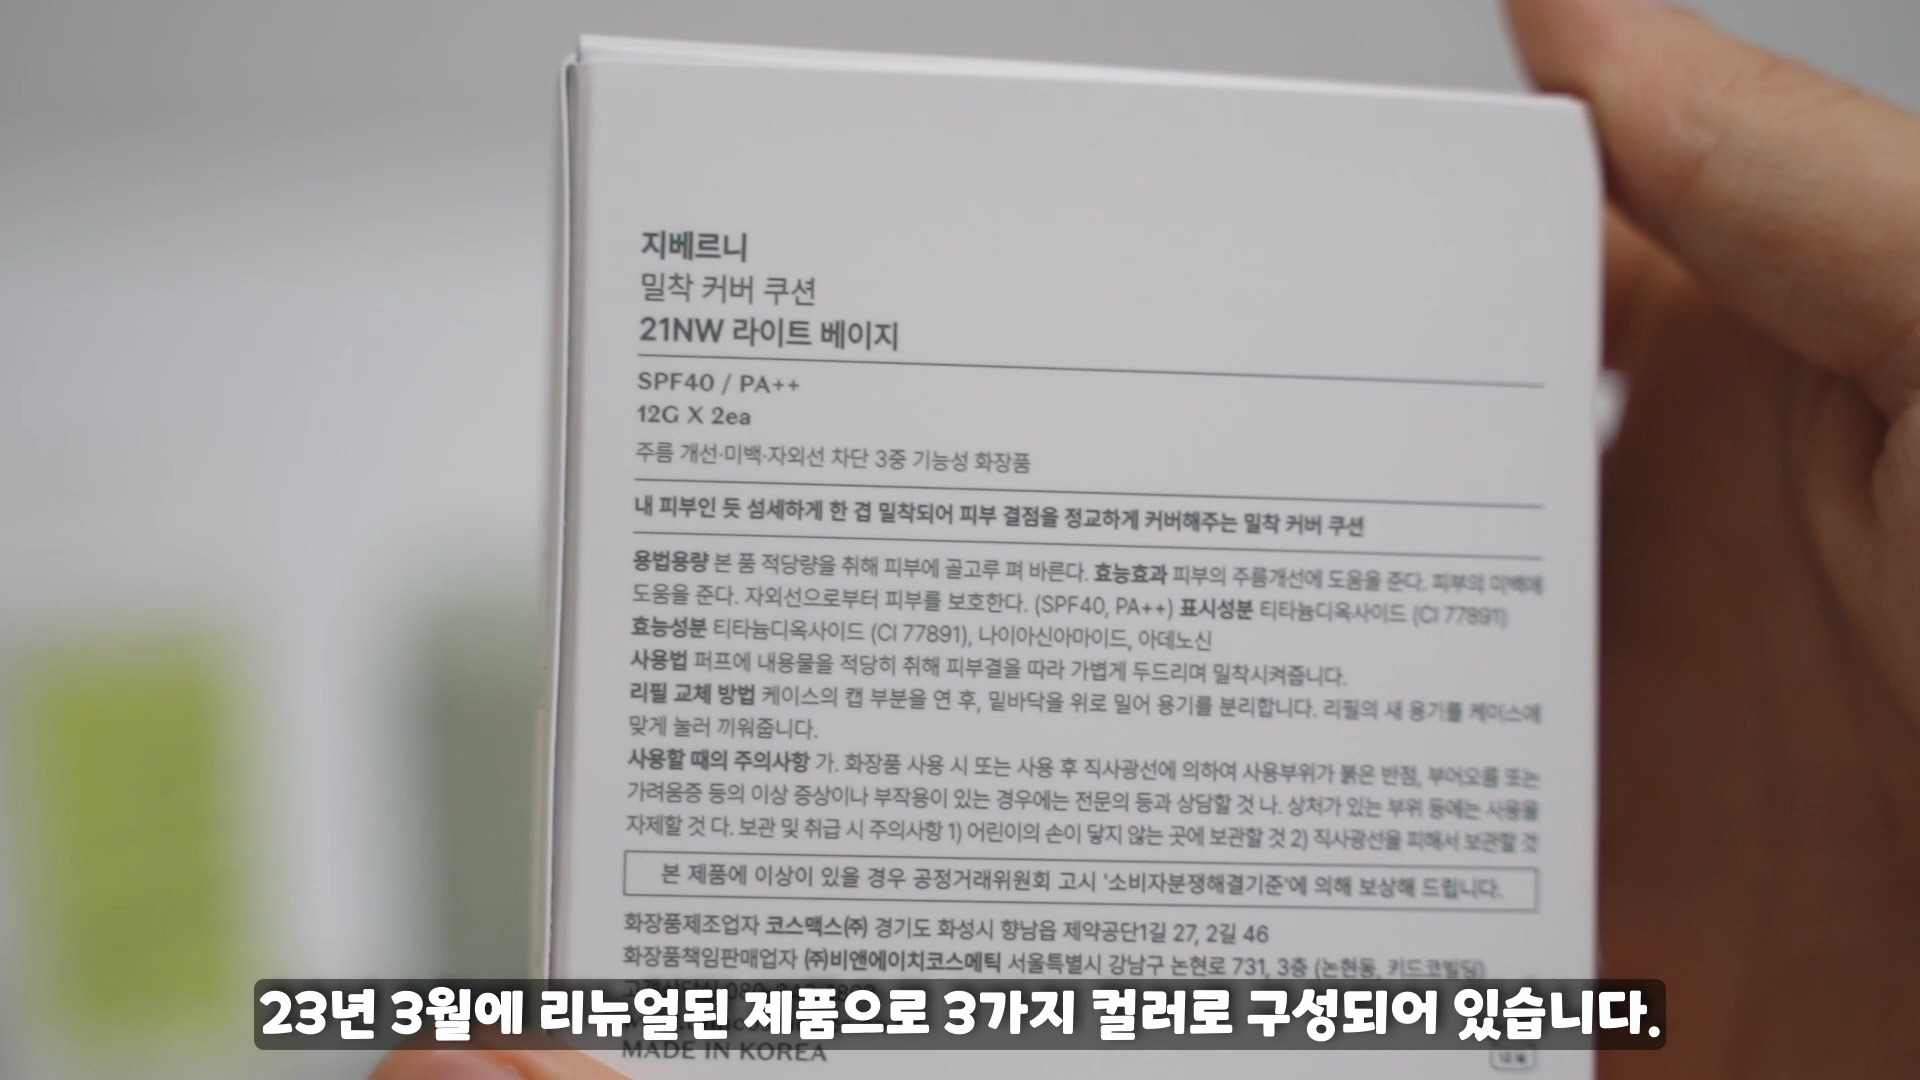 지베르니
밀착 커버 쿠션
21NW 라이트 베이지
SPF40 / PA++
12G X 2ea
주름 개선·미백·자외선 차단 3중 기능성 화장품
내 피부인 듯 섬세하게 한 겹 밀착되어 피부 결점을 정교하게 커버해주는 밀착 커버 쿠션
용법용량 본 품 적당량을 취해 피부에 골고루 펴 바른다. 효능효과 피부의 주름개선에 도움을 준다. 피부의 미백에
도움을 준다. 자외선으로부터 피부를 보호한다. (SPF40, PA++) 표시성분 티타늄디옥사이드 (CI 77891)
효능성분 티타늄디옥사이드 (CI 77891), 나이아신아마이드, 아데노신
사용법 퍼프에 내용물을 적당히 취해 피부결을 따라 가볍게 두드리며 밀착시켜줍니다.
리필 교체 방법 케이스의 캡 부분을 연 후, 밑바닥을 위로 밀어 용기를 분리합니다. 리필의 새 용기를 케이스에
맞게 눌러 끼워줍니다.
사용할 때의 주의사항 가. 화장품 사용 시 또는 사용 후 직사광선에 의하여 사용부위가 붉은 반점, 부어오름 또는
가려움증 등의 이상 증상이나 부작용이 있는 경우에는 전문의 등과 상담할 것 나. 상처가 있는 부위 등에는 사용을
자제할 것 다. 보관 및 취급 시 주의사항 1) 어린이의 손이 닿지 않는 곳에 보관할 것 2) 직사광선을 피해서 보관할 것
본 제품에 이상이 있을 경우 공정거래위원회 고시 '소비자분쟁해결기준'에 의해 보상해 드립니다.
화장품제조업자 코스맥스㈜ 경기도 화성시 향남읍 제약공단1길 27, 2길 46
화장품책임판매업자 ㈜비앤에이치코스메틱 서울특별시 강남구 논현로 731, 3층 (논현동, 키드코빌딩)
23년 3월에 리뉴얼된 제품으로 3가지 컬러로 구성되어 있습니다.
MADE IN KOREA